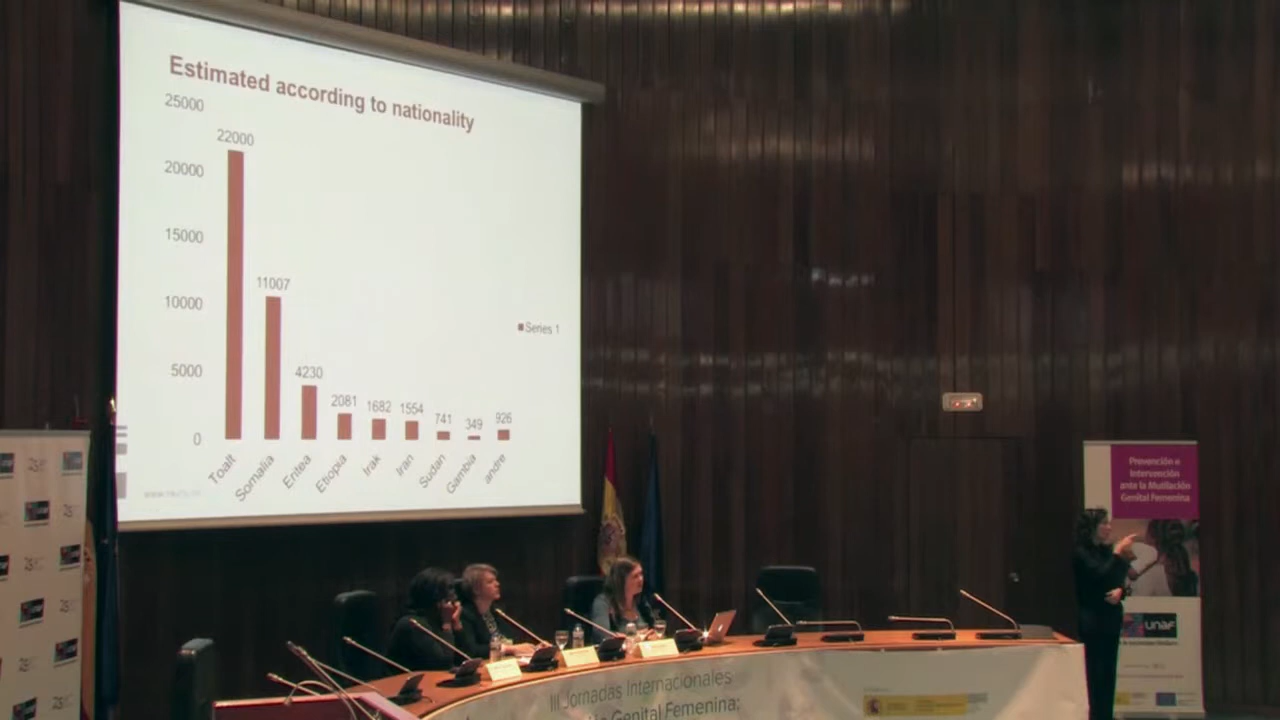 Estimated according to nationality
25000
20000
15000
10000
5000
0
22000
11007
4230
2081
1682
1554
741
349
926
Toalt
Somalia
Eritea
Etiopia
Irak
Iran
Sudan
Gambia
andre
Series 1
Prevención e
Intervención
ante la Mutilación
Genital Femenina
UNAF
III Jornadas Internacionales
Genital Femenina: